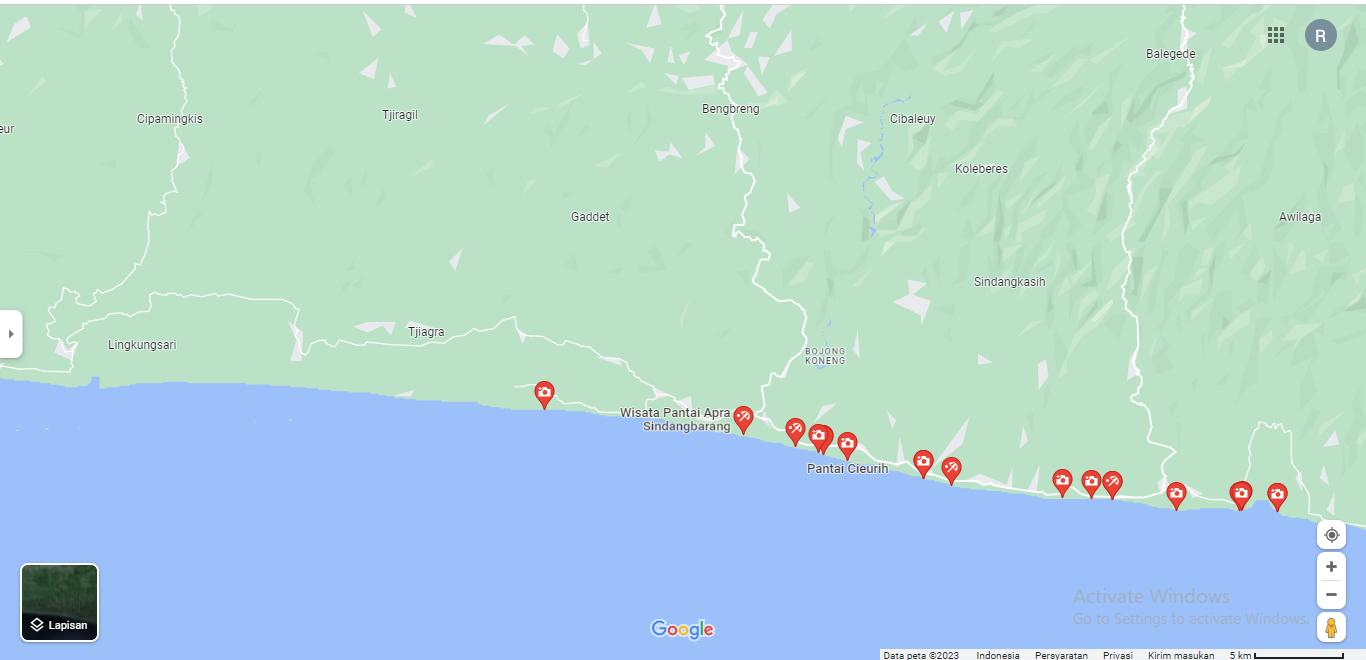 R
Balegede
Bengbreng
Tjiragil
Cipamingkis
Cibaleuy
eur
Koleberes
Gaddet
Awilaga
Sindangkasih
Tjiagra
Lingkungsari
BOJONG
KONENG
Wisata Pantai Apra
Sindangbarang
Pantai Cieurih
Activate Windows
Go to Settings to activate Windows.
Lapisan
Google
Data peta ©2023 Indonesia Persyaratan Privasi Kirim masukan 5 km